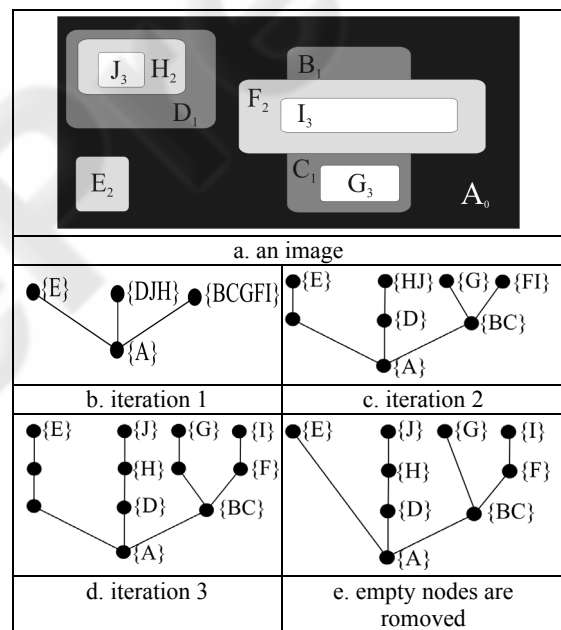 J₃ H₂ B₁
F₂ I₃
D₁
E₂ C₁ G₃ A₀
a. an image
{E} {DJH} {BCGFI}
{A}
b. iteration 1
{E} {HJ} {G} {FI}
{D} {BC}
{A}
c. iteration 2
{E} {J} {G} {I}
{H} {F}
{D} {BC}
{A}
d. iteration 3
{E} {J} {G} {I}
{H} {F}
{D} {BC}
{A}
e. empty nodes are
romoved